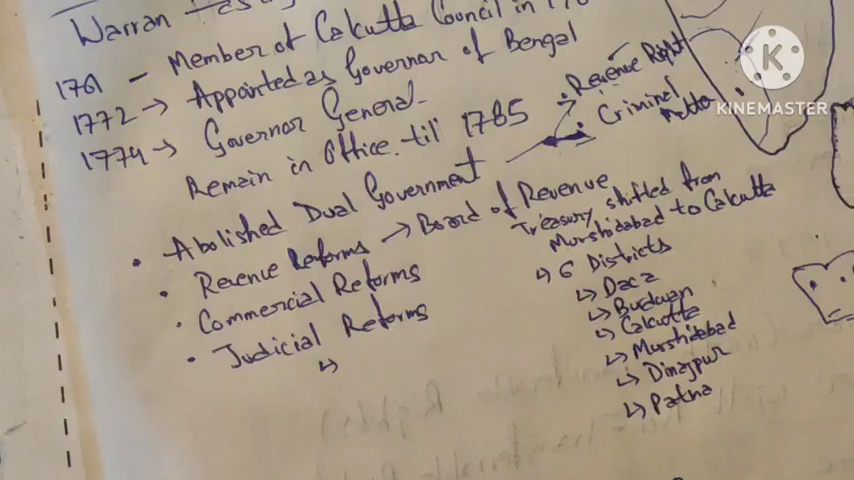 Warran
Member of Calcutta Council in 176
1761 -
1772 → Appointed as Governor of Bengal
1774 → Governor General
Remain in Office till 1785
• Abolished Dual Government
• Revenue Right
• Criminal
• Revenue Reforms → Board of Revenue
Treasury shifted from
Murshidabad to Calcutta
↳ 6 Districts
↳ Daca
↳ Burdwan
↳ Calcutta
↳ Murshidabad
↳ Dinajpur
↳ Patna
• Commercial Reforms
• Judicial Reforms
↳
K
KINEMASTER